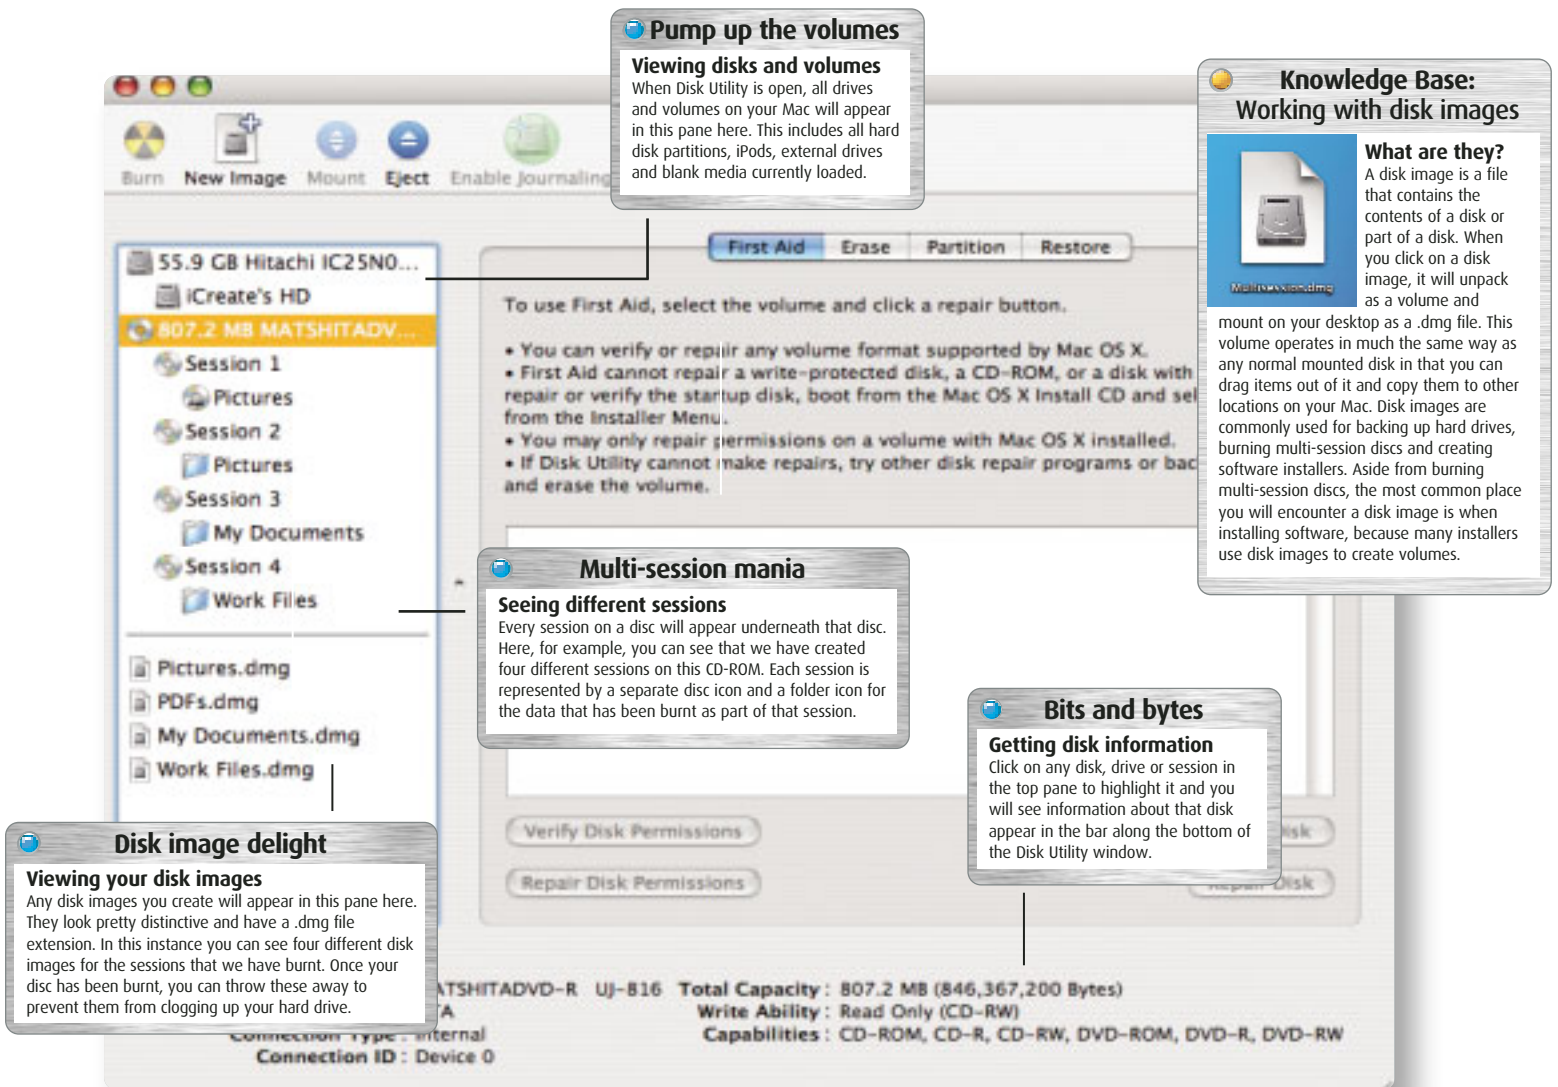 Pump up the volumes
Viewing disks and volumes
When Disk Utility is open, all drives
and volumes on your Mac will appear
in this pane here. This includes all hard
disk partitions, iPods, external drives
and blank media currently loaded.
Knowledge Base:
Working with disk images
What are they?
A disk image is a file
that contains the
contents of a disk or
part of a disk. When
you click on a disk
image, it will unpack
as a volume and
mount on your desktop as a .dmg file. This
volume operates in much the same way as
any normal mounted disk in that you can
drag items out of it and copy them to other
locations on your Mac. Disk images are
commonly used for backing up hard drives,
burning multi-session discs and creating
software installers. Aside from burning
multi-session discs, the most common place
you will encounter a disk image is when
installing software, because many installers
use disk images to create volumes.
Multisession.dmg
Burn New Image Mount Eject Enable Journaling
First Aid Erase Partition Restore
55.9 GB Hitachi IC25N0...
iCreate's HD
807.2 MB MATSHITADV...
Session 1
Pictures
Session 2
Pictures
Session 3
My Documents
Session 4
Work Files
Pictures.dmg
PDFs.dmg
My Documents.dmg
Work Files.dmg
To use First Aid, select the volume and click a repair button.
• You can verify or repair any volume format supported by Mac OS X.
• First Aid cannot repair a write-protected disk, a CD-ROM, or a disk with
repair or verify the startup disk, boot from the Mac OS X Install CD and sel
from the Installer Menu.
• You may only repair permissions on a volume with Mac OS X installed.
• If Disk Utility cannot make repairs, try other disk repair programs or bac
and erase the volume.
Multi-session mania
Seeing different sessions
Every session on a disc will appear underneath that disc.
Here, for example, you can see that we have created
four different sessions on this CD-ROM. Each session is
represented by a separate disc icon and a folder icon for
the data that has been burnt as part of that session.
Bits and bytes
Getting disk information
Click on any disk, drive or session in
the top pane to highlight it and you
will see information about that disk
appear in the bar along the bottom of
the Disk Utility window.
Verify Disk Permissions
Disk
Repair Disk Permissions
Repair Disk
Disk image delight
Viewing your disk images
Any disk images you create will appear in this pane here.
They look pretty distinctive and have a .dmg file
extension. In this instance you can see four different disk
images for the sessions that we have burnt. Once your
disc has been burnt, you can throw these away to
prevent them from clogging up your hard drive.
ATSHITADVD-R UJ-816 Total Capacity : 807.2 MB (846,367,200 Bytes)
TA Write Ability : Read Only (CD-RW)
Connection Type : Internal Capabilities : CD-ROM, CD-R, CD-RW, DVD-ROM, DVD-R, DVD-RW
Connection ID : Device 0